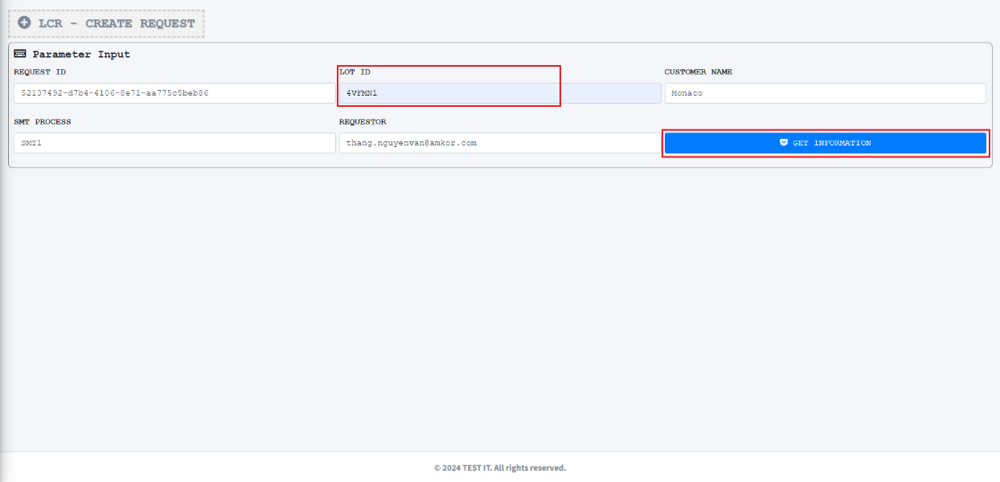 LCR - CREATE REQUEST
Parameter Input
REQUEST ID
52137492-d7b4-4106-8e71-aa775c5beb86
LOT ID
4VFMN1
CUSTOMER NAME
Monaco
SMT PROCESS
SMT1
REQUESTOR
thang.nguyenvan@amkor.com
GET INFORMATION
© 2024 TEST IT. All rights reserved.